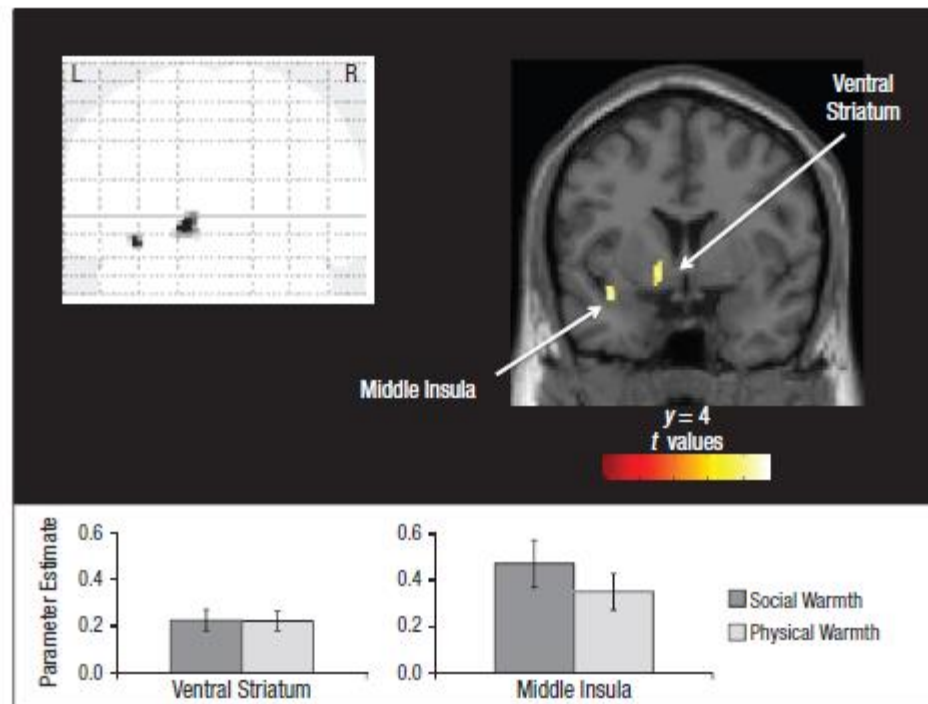 L
R
Ventral
Striatum
Middle Insula
y = 4
t values
Parameter Estimate
0.6
0.4
0.2
0.0
Ventral Striatum
0.6
0.4
0.2
0.0
Middle Insula
Social Warmth
Physical Warmth